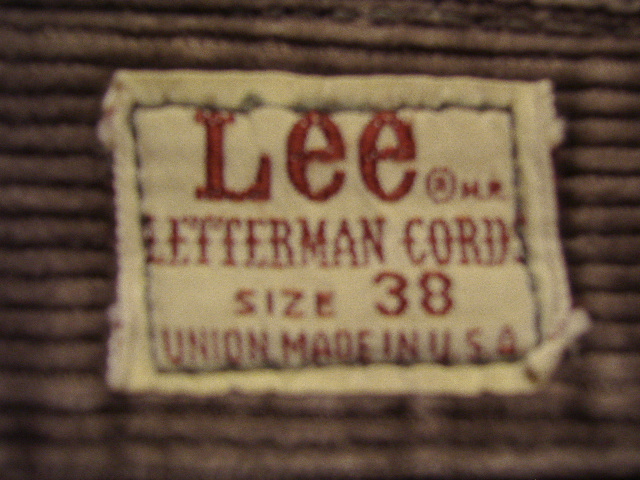 Lee ® M.R.
LETTERMAN CORDS
SIZE 38
UNION MADE IN U.S.A